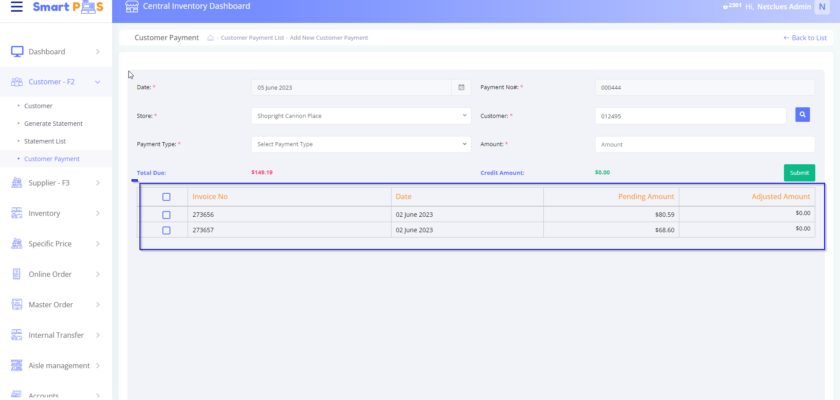 Smart P S
Central Inventory Dashboard
2361 Hi, Netclues Admin N
Customer Payment - Customer Payment List - Add New Customer Payment
← Back to List
Dashboard
Customer - F2
Customer
Generate Statement
Statement List
Customer Payment
Supplier - F3
Inventory
Specific Price
Online Order
Master Order
Internal Transfer
Aisle management
Accounts
Date: * 05 June 2023 Payment No#: * 000444
Store: * Shopright Cannon Place Customer: * 012495
Payment Type: * Select Payment Type Amount: * Amount
Total Due: $149.19 Credit Amount: $0.00 Submit
Invoice No Date Pending Amount Adjusted Amount
273656 02 June 2023 $80.59 $0.00
273657 02 June 2023 $68.60 $0.00